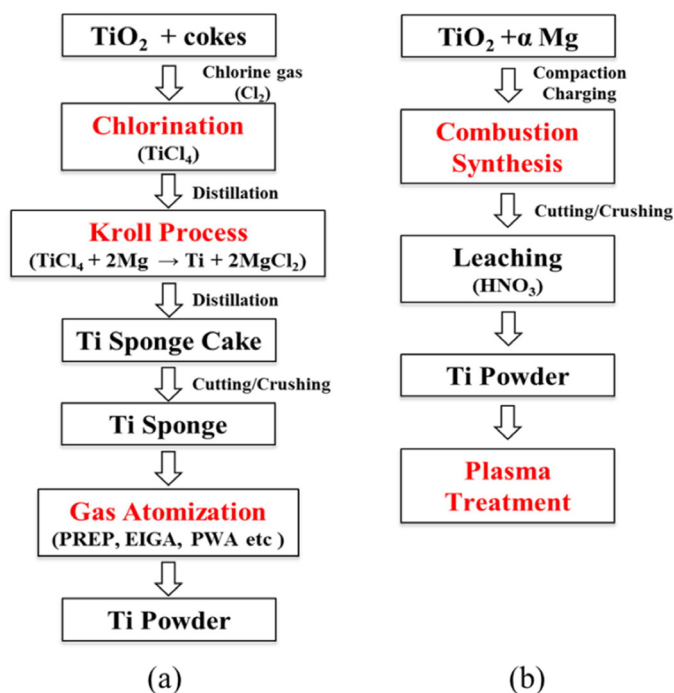 TiO₂ + cokes
Chlorine gas
(Cl₂)
Chlorination
(TiCl₄)
Distillation
Kroll Process
(TiCl₄ + 2Mg → Ti + 2MgCl₂)
Distillation
Ti Sponge Cake
Cutting/Crushing
Ti Sponge
Gas Atomization
(PREP, EIGA, PWA etc )
Ti Powder
(a)
TiO₂ +α Mg
Compaction
Charging
Combustion
Synthesis
Cutting/Crushing
Leaching
(HNO₃)
Ti Powder
Plasma
Treatment
(b)